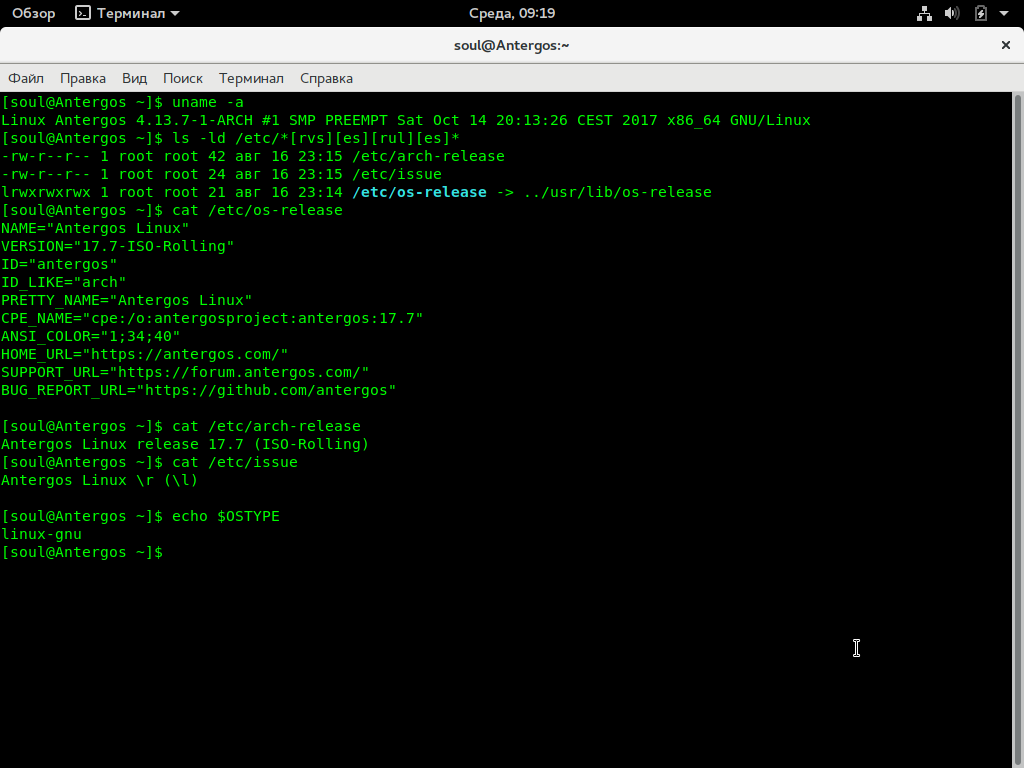 Обзор Терминал Среда, 09:19
soul@Antergos:~
Файл Правка Вид Поиск Терминал Справка
[soul@Antergos ~]$ uname -a
Linux Antergos 4.13.7-1-ARCH #1 SMP PREEMPT Sat Oct 14 20:13:26 CEST 2017 x86_64 GNU/Linux
[soul@Antergos ~]$ ls -ld /etc/*[rvs][es][rul][es]*
-rw-r--r-- 1 root root 42 авг 16 23:15 /etc/arch-release
-rw-r--r-- 1 root root 24 авг 16 23:15 /etc/issue
lrwxrwxrwx 1 root root 21 авг 16 23:14 /etc/os-release -> ../usr/lib/os-release
[soul@Antergos ~]$ cat /etc/os-release
NAME="Antergos Linux"
VERSION="17.7-ISO-Rolling"
ID="antergos"
ID_LIKE="arch"
PRETTY_NAME="Antergos Linux"
CPE_NAME="cpe:/o:antergosproject:antergos:17.7"
ANSI_COLOR="1;34;40"
HOME_URL="https://antergos.com/"
SUPPORT_URL="https://forum.antergos.com/"
BUG_REPORT_URL="https://github.com/antergos"
[soul@Antergos ~]$ cat /etc/arch-release
Antergos Linux release 17.7 (ISO-Rolling)
[soul@Antergos ~]$ cat /etc/issue
Antergos Linux \r (\l)
[soul@Antergos ~]$ echo $OSTYPE
linux-gnu
[soul@Antergos ~]$